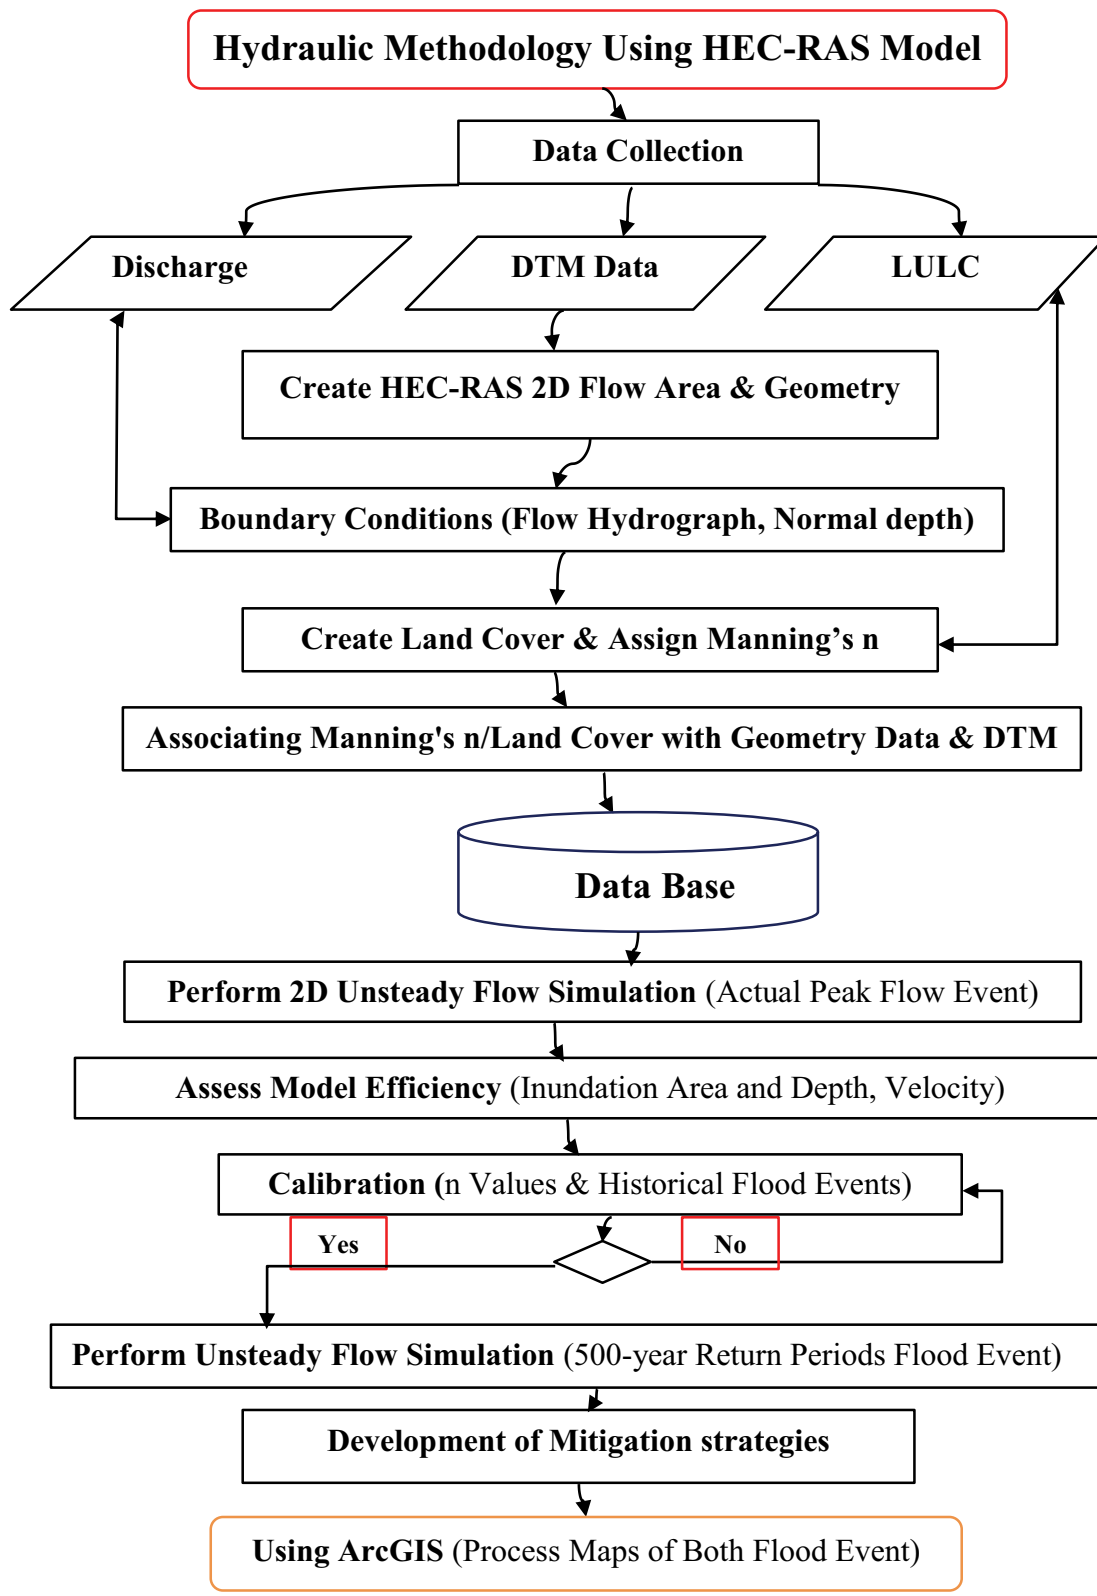 Hydraulic Methodology Using HEC-RAS Model
Data Collection
Discharge
DTM Data
LULC
Create HEC-RAS 2D Flow Area & Geometry
Boundary Conditions (Flow Hydrograph, Normal depth)
Create Land Cover & Assign Manning’s n
Associating Manning's n/Land Cover with Geometry Data & DTM
Data Base
Perform 2D Unsteady Flow Simulation (Actual Peak Flow Event)
Assess Model Efficiency (Inundation Area and Depth, Velocity)
Calibration (n Values & Historical Flood Events)
Yes
No
Perform Unsteady Flow Simulation (500-year Return Periods Flood Event)
Development of Mitigation strategies
Using ArcGIS (Process Maps of Both Flood Event)